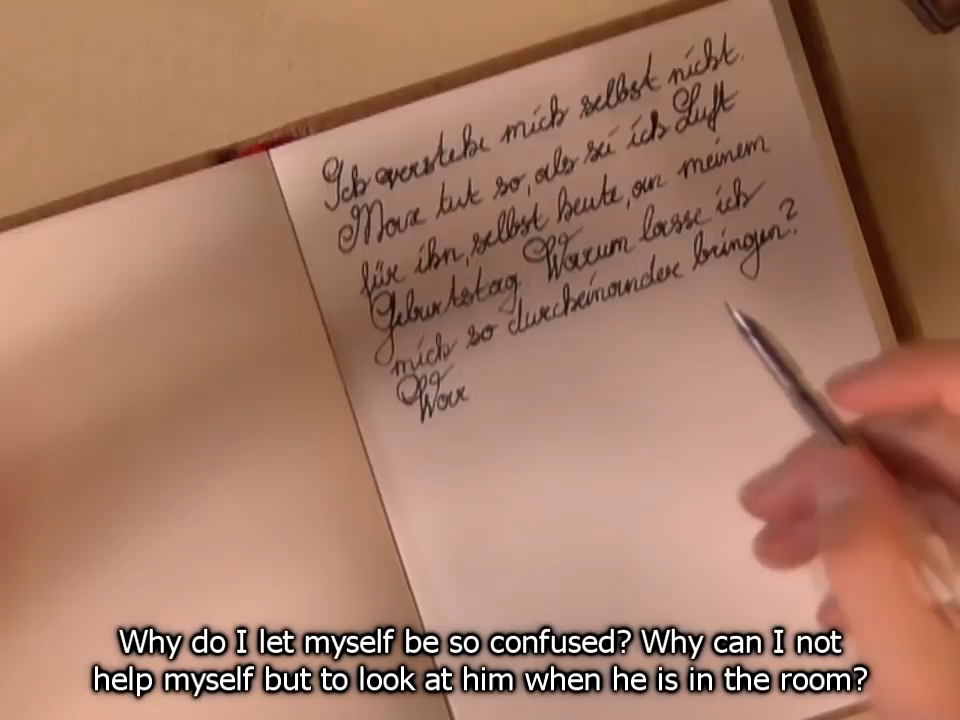 Ich verstehe mich selbst nicht.
Max tut so, als sei ich Luft
für ihn, selbst heute, an meinem
Geburtstag. Warum lasse ich
mich so durcheinander bringen?
War
Why do I let myself be so confused? Why can I not
help myself but to look at him when he is in the room?